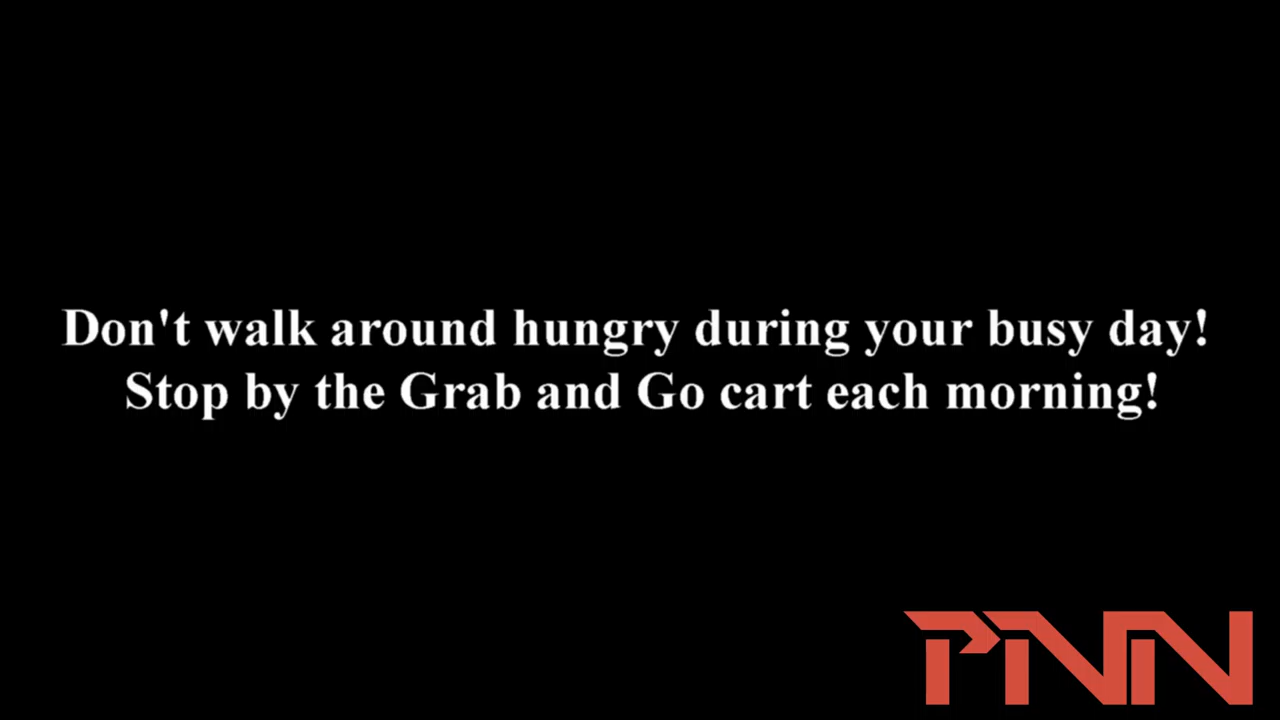 Don't walk around hungry during your busy day!
Stop by the Grab and Go cart each morning!
PNN